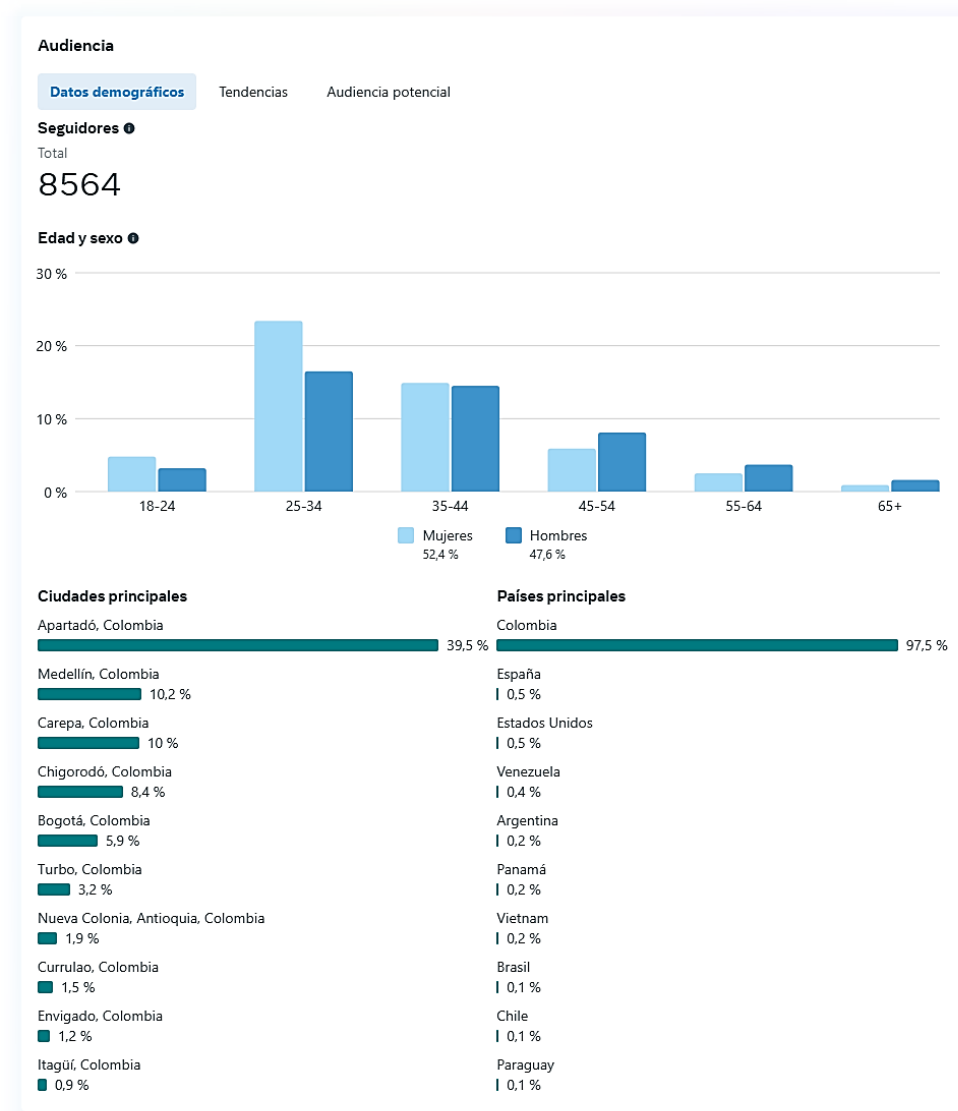 Audiencia
Datos demográficos Tendencias Audiencia potencial
Seguidores
Total
8564
Edad y sexo
30 %
20 %
10 %
0 %
18-24 25-34 35-44 45-54 55-64 65+
Mujeres Hombres
52,4 % 47,6 %
Ciudades principales
Apartadó, Colombia
39,5 %
Medellín, Colombia
10,2 %
Carepa, Colombia
10 %
Chigorodó, Colombia
8,4 %
Bogotá, Colombia
5,9 %
Turbo, Colombia
3,2 %
Nueva Colonia, Antioquia, Colombia
1,9 %
Currulao, Colombia
1,5 %
Envigado, Colombia
1,2 %
Itagüí, Colombia
0,9 %
Países principales
Colombia
97,5 %
España
0,5 %
Estados Unidos
0,5 %
Venezuela
0,4 %
Argentina
0,2 %
Panamá
0,2 %
Vietnam
0,2 %
Brasil
0,1 %
Chile
0,1 %
Paraguay
0,1 %